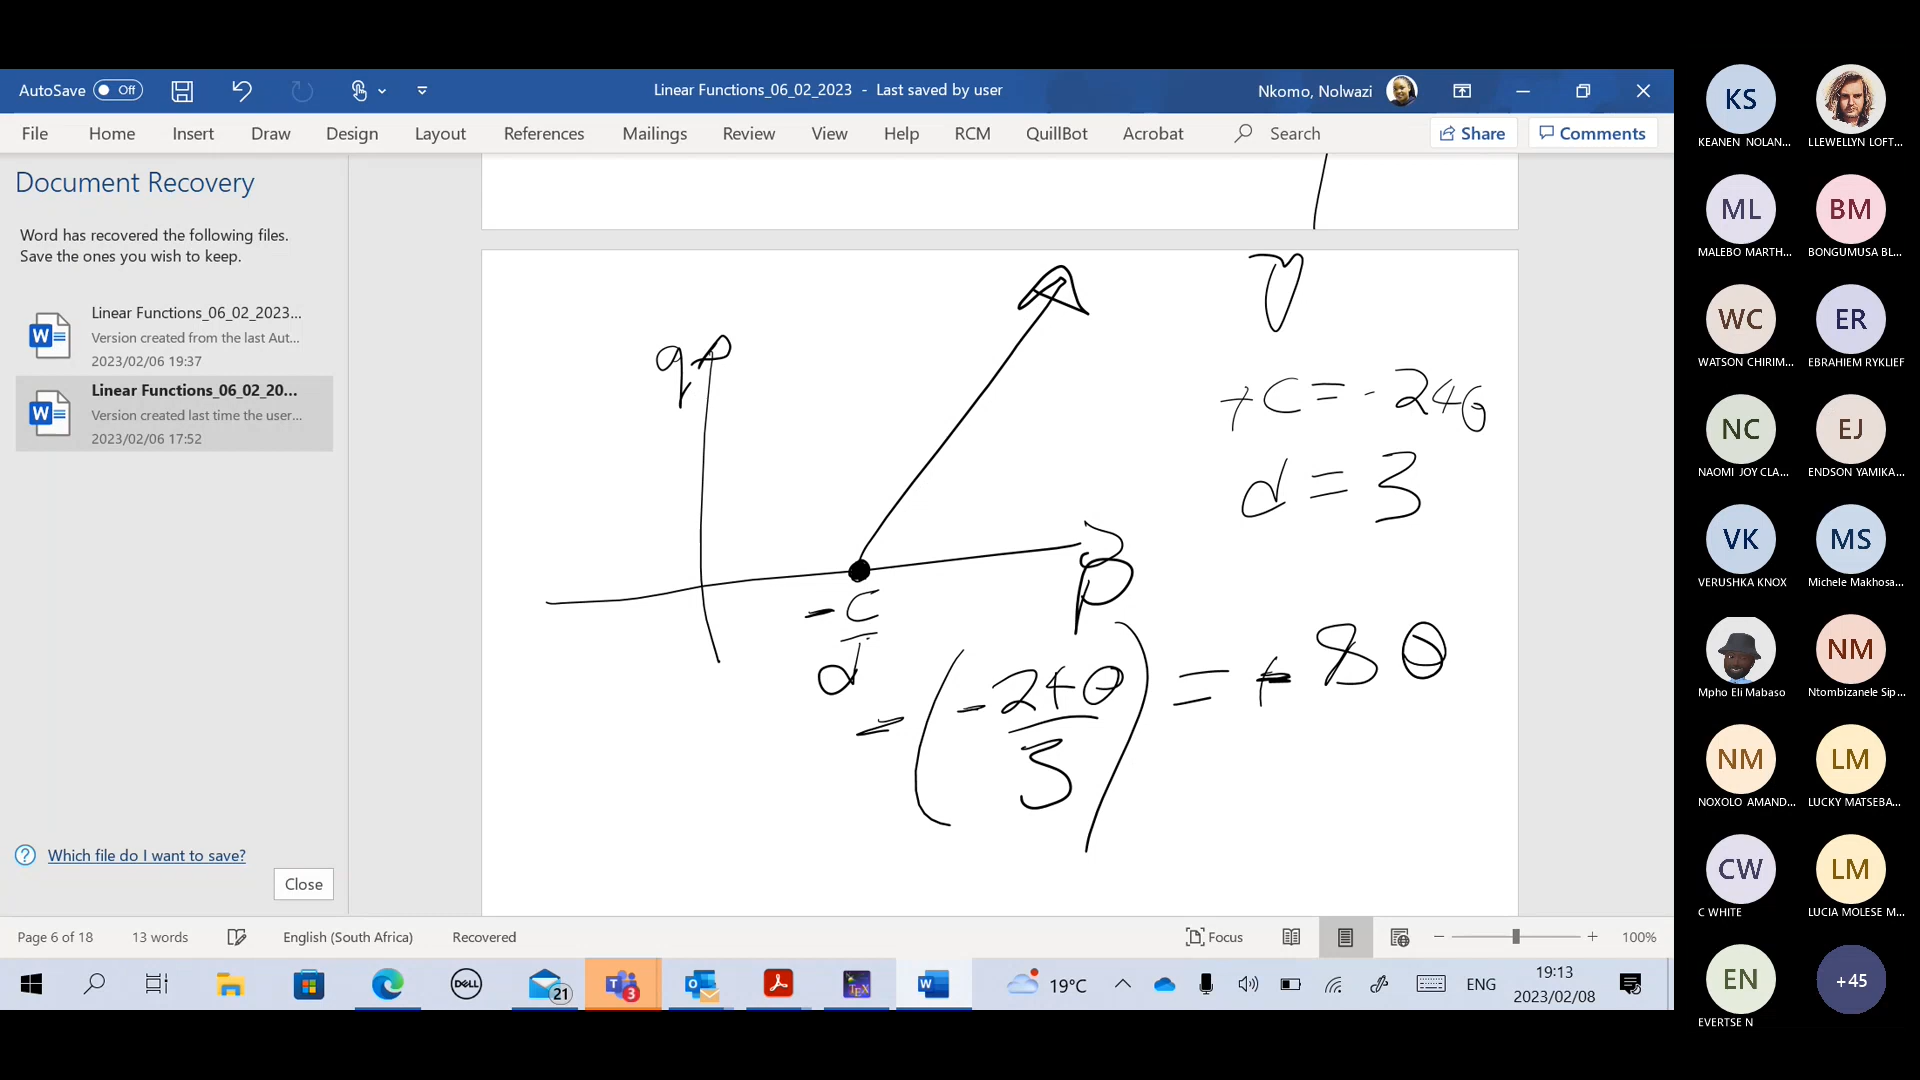 AutoSave Off
Linear Functions_06_02_2023 - Last saved by user
Nkomo, Nolwazi
File Home Insert Draw Design Layout References Mailings Review View Help RCM QuillBot Acrobat Search Share Comments
Document Recovery
Word has recovered the following files.
Save the ones you wish to keep.
Linear Functions_06_02_2023...
Version created from the last Aut...
2023/02/06 19:37
Linear Functions_06_02_20...
Version created last time the user...
2023/02/06 17:52
Which file do I want to save?
Close
q
+C = -240
d = 3
p
-C
d
= (-240
3) = +80
Page 6 of 18 13 words English (South Africa) Recovered Focus 100%
DELL 21 3 TEX 19°C ENG 19:13
2023/02/08
KS
KEANEN NOLAN... LLEWELLYN LOFT...
ML BM
MALEBO MARTH... BONGUMUSA BL...
WC ER
WATSON CHIRIM... EBRAHIEM RYKLIEF
NC EJ
NAOMI JOY CLA... ENDSON YAMIKA...
VK MS
VERUSHKA KNOX Michele Makhosa...
NM
Mpho Eli Mabaso Ntombizanele Sip...
NM LM
NOXOLO AMAND... LUCKY MATSEBA...
CW LM
C WHITE LUCIA MOLESE M...
EN +45
EVERTSE N